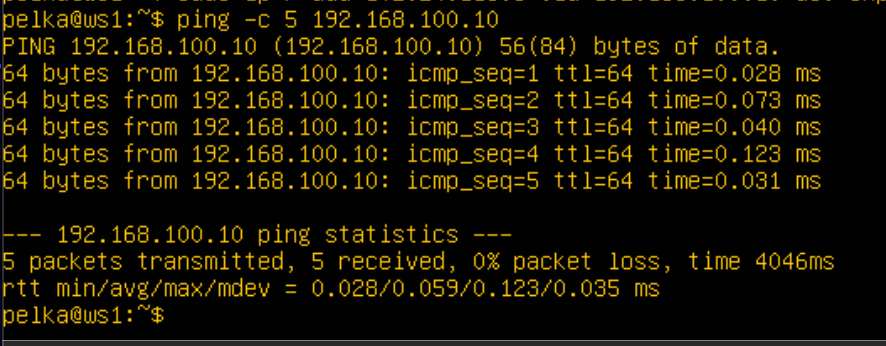 pelka@ws1:~$ ping -c 5 192.168.100.10
PING 192.168.100.10 (192.168.100.10) 56(84) bytes of data.
64 bytes from 192.168.100.10: icmp_seq=1 ttl=64 time=0.028 ms
64 bytes from 192.168.100.10: icmp_seq=2 ttl=64 time=0.073 ms
64 bytes from 192.168.100.10: icmp_seq=3 ttl=64 time=0.040 ms
64 bytes from 192.168.100.10: icmp_seq=4 ttl=64 time=0.123 ms
64 bytes from 192.168.100.10: icmp_seq=5 ttl=64 time=0.031 ms
--- 192.168.100.10 ping statistics ---
5 packets transmitted, 5 received, 0% packet loss, time 4046ms
rtt min/avg/max/mdev = 0.028/0.059/0.123/0.035 ms
pelka@ws1:~$